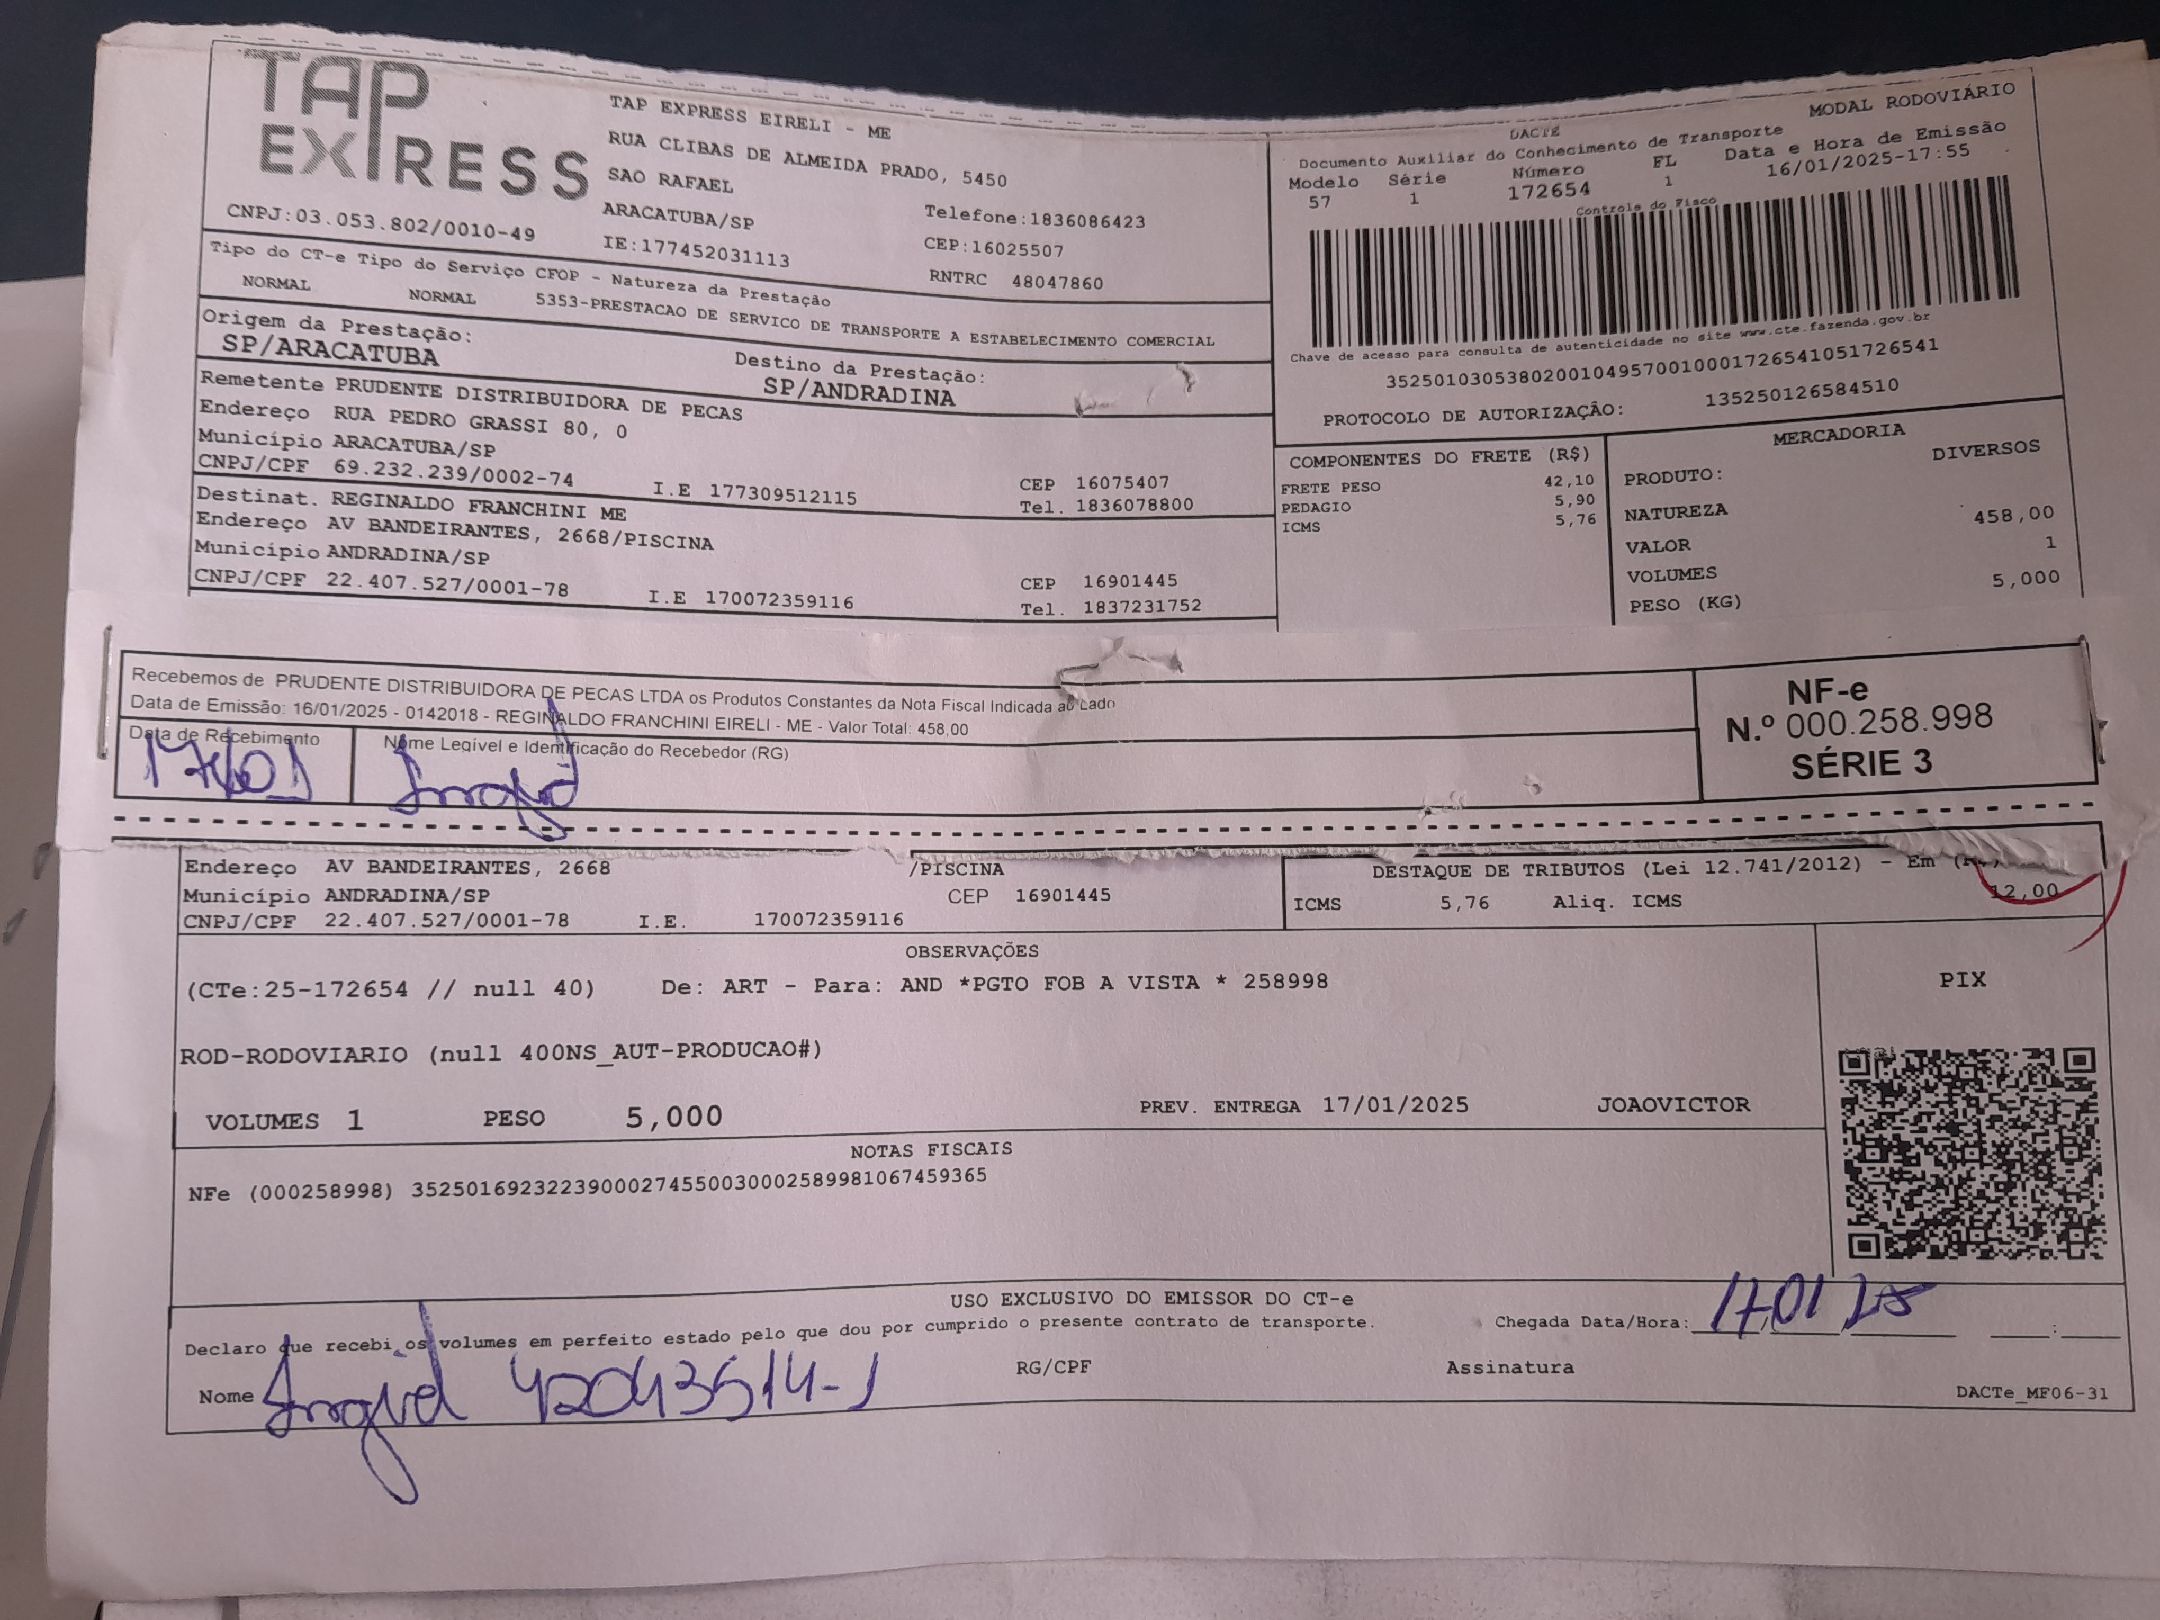 TAP
EXPRESS
CNPJ:03.053.802/0010-49
TAP EXPRESS EIRELI - ME
RUA CLIBAS DE ALMEIDA PRADO, 5450
SAO RAFAEL
ARACATUBA/SP
Telefone:1836086423
IE:177452031113
CEP:16025507
RNTRC 48047860
MODAL RODOVIÁRIO
DACTE
Documento Auxiliar do Conhecimento de Transporte
Modelo Série Número FL Data e Hora de Emissão
57 1 172654 1 16/01/2025-17:55
Controle do Fisco
Chave de acesso para consulta de autenticidade no site www.cte.fazenda.gov.br
35250103053802001049570010001726541051726541
PROTOCOLO DE AUTORIZAÇÃO: 135250126584510
Tipo do CT-e Tipo do Serviço CFOP - Natureza da Prestação
NORMAL NORMAL 5353-PRESTACAO DE SERVICO DE TRANSPORTE A ESTABELECIMENTO COMERCIAL
Origem da Prestação: Destino da Prestação:
SP/ARACATUBA SP/ANDRADINA
Remetente PRUDENTE DISTRIBUIDORA DE PECAS
Endereço RUA PEDRO GRASSI 80, 0
Município ARACATUBA/SP CEP 16075407
CNPJ/CPF 69.232.239/0002-74 I.E 177309512115 Tel. 1836078800
Destinat. REGINALDO FRANCHINI ME
Endereço AV BANDEIRANTES, 2668/PISCINA
Município ANDRADINA/SP CEP 16901445
CNPJ/CPF 22.407.527/0001-78 I.E 170072359116 Tel. 1837231752
COMPONENTES DO FRETE (R$)
FRETE PESO 42,10
PEDAGIO 5,90
ICMS 5,76
MERCADORIA
PRODUTO: DIVERSOS
NATUREZA
VALOR 458,00
VOLUMES 1
PESO (KG) 5,000
Recebemos de PRUDENTE DISTRIBUIDORA DE PECAS LTDA os Produtos Constantes da Nota Fiscal Indicada ao Lado
Data de Emissão: 16/01/2025 - 0142018 - REGINALDO FRANCHINI EIRELI - ME - Valor Total: 458,00
Data de Recebimento Nome Legível e Identificação do Recebedor (RG)
NF-e
N.º 000.258.998
SÉRIE 3
Endereço AV BANDEIRANTES, 2668 /PISCINA
Município ANDRADINA/SP CEP 16901445
CNPJ/CPF 22.407.527/0001-78 I.E. 170072359116
DESTAQUE DE TRIBUTOS (Lei 12.741/2012) - Em
ICMS 5,76 Aliq. ICMS 12,00
OBSERVAÇÕES
(CTe:25-172654 // null 40) De: ART - Para: AND *PGTO FOB A VISTA * 258998
ROD-RODOVIARIO (null 400NS_AUT-PRODUCAO#)
VOLUMES 1 PESO 5,000 PREV. ENTREGA 17/01/2025 JOAOVICTOR
PIX
NOTAS FISCAIS
NFe (000258998) 35250169232239000274550030002589981067459365
USO EXCLUSIVO DO EMISSOR DO CT-e
Declaro que recebi os volumes em perfeito estado pelo que dou por cumprido o presente contrato de transporte.
Chegada Data/Hora: 17.01 25 :
Nome RG/CPF Assinatura
DACTe_MF06-31